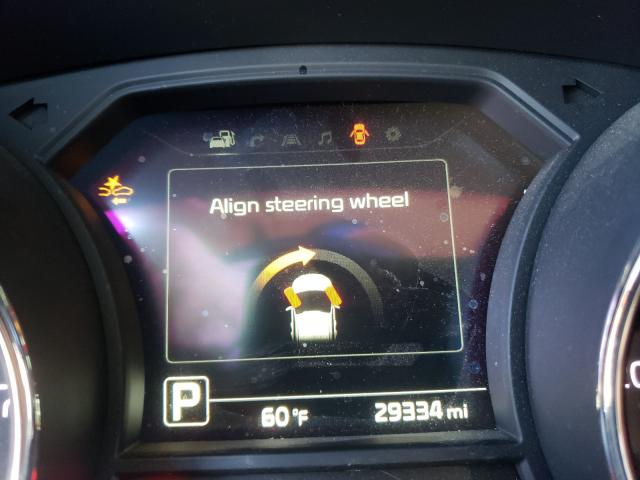 Align steering wheel
P
60°F
29334 mi